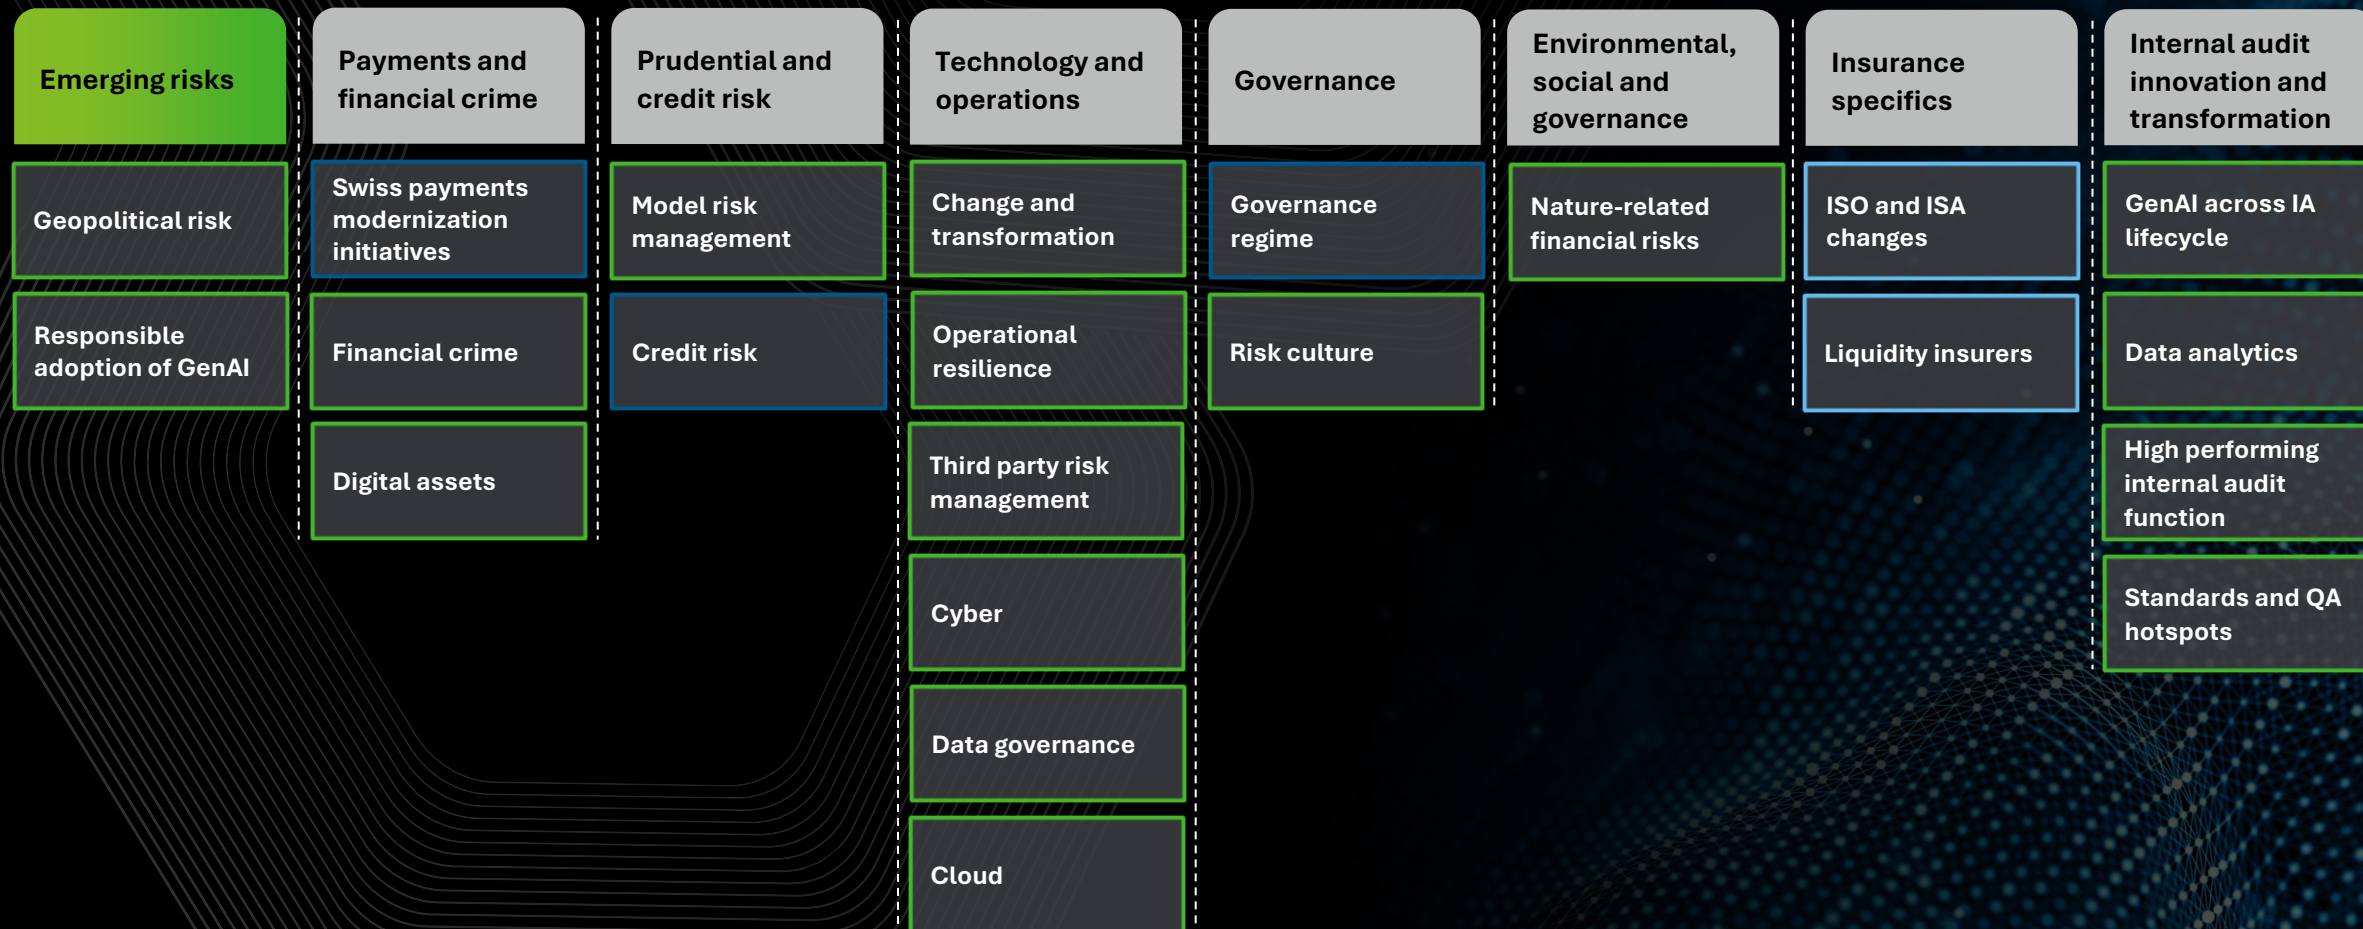 Emerging risks
Geopolitical risk
Responsible
adoption of GenAI
Payments and
financial crime
Swiss payments
modernization
initiatives
Financial crime
Digital assets
Prudential and
credit risk
Model risk
management
Credit risk
Technology and
operations
Change and
transformation
Operational
resilience
Third party risk
management
Cyber
Data governance
Cloud
Governance
Governance
regime
Risk culture
Environmental,
social and
governance
Nature-related
financial risks
Insurance
specifics
ISO and ISA
changes
Liquidity insurers
Internal audit
innovation and
transformation
GenAI across IA
lifecycle
Data analytics
High performing
internal audit
function
Standards and QA
hotspots